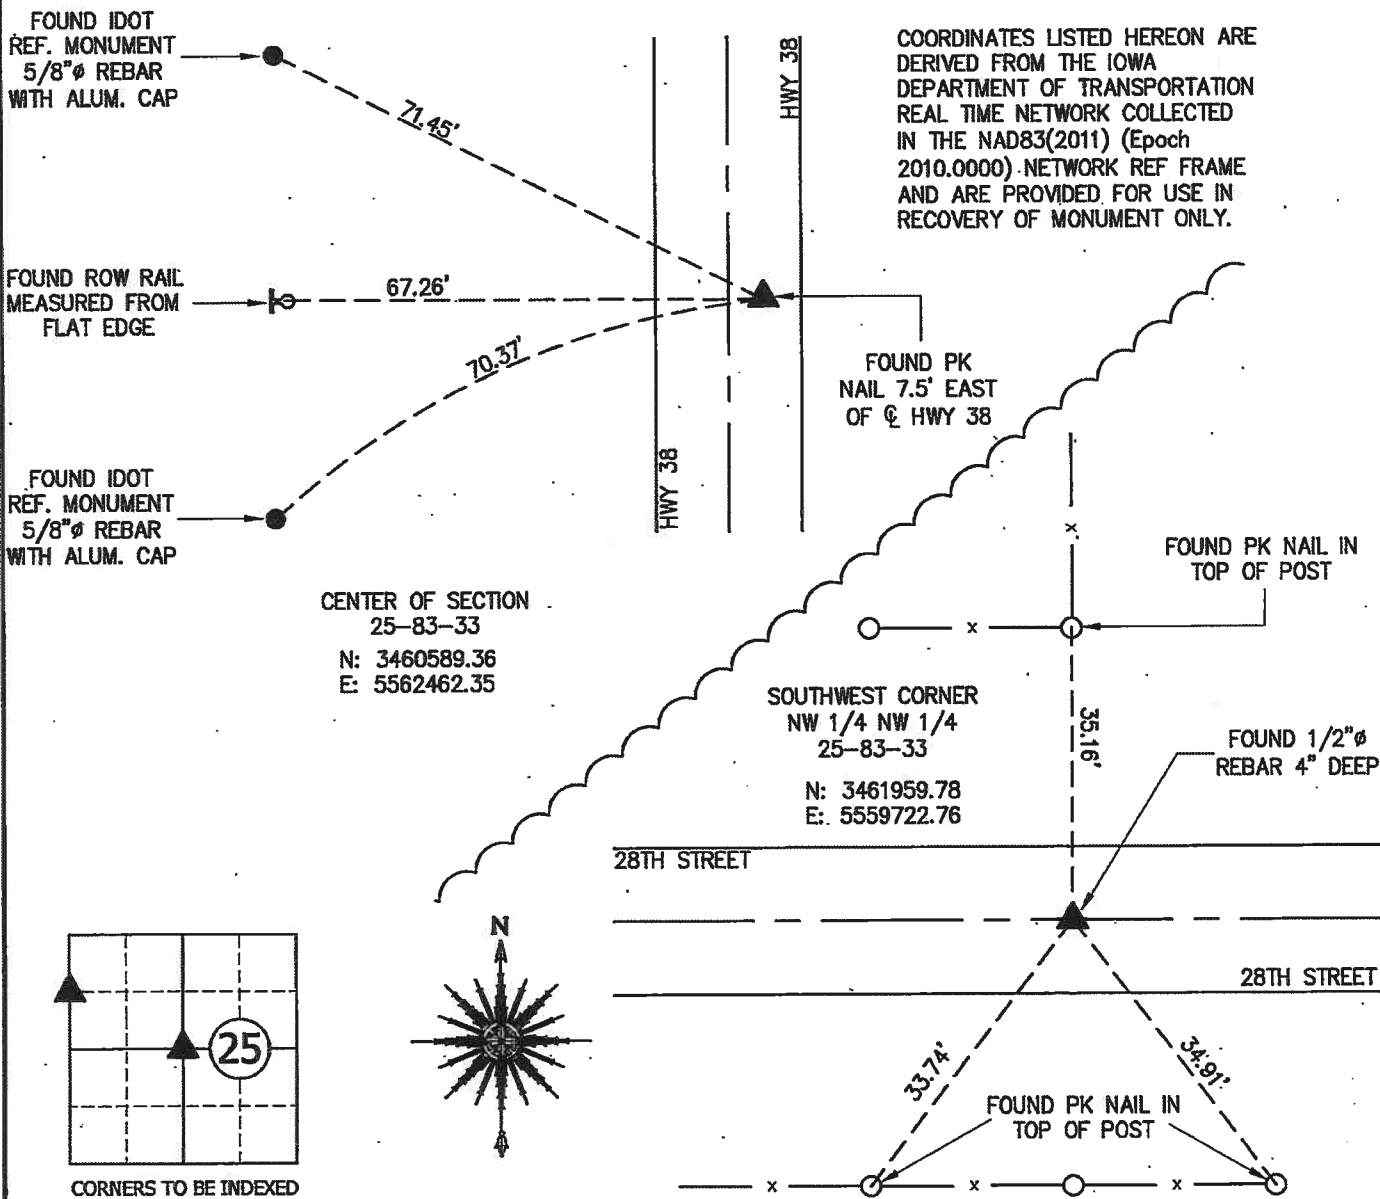 FOUND IDOT
REF. MONUMENT
5/8"ø REBAR
WITH ALUM. CAP
71.45'
HWY 38
COORDINATES LISTED HEREON ARE
DERIVED FROM THE IOWA
DEPARTMENT OF TRANSPORTATION
REAL TIME NETWORK COLLECTED
IN THE NAD83(2011) (Epoch
2010.0000) NETWORK REF FRAME
AND ARE PROVIDED FOR USE IN
RECOVERY OF MONUMENT ONLY.
FOUND ROW RAIL
MEASURED FROM
FLAT EDGE
67.26'
70.37'
FOUND PK
NAIL 7.5' EAST
OF ℄ HWY 38
HWY 38
FOUND IDOT
REF. MONUMENT
5/8"ø REBAR
WITH ALUM. CAP
CENTER OF SECTION
25-83-33
N: 3460589.36
E: 5562462.35
x
FOUND PK NAIL IN
TOP OF POST
x
SOUTHWEST CORNER
NW 1/4 NW 1/4
25-83-33
N: 3461959.78
E: 5559722.76
35.16'
FOUND 1/2"ø
REBAR 4" DEEP
28TH STREET
28TH STREET
N
25
CORNERS TO BE INDEXED
33.74'
34.91'
FOUND PK NAIL IN
TOP OF POST
x
x
x